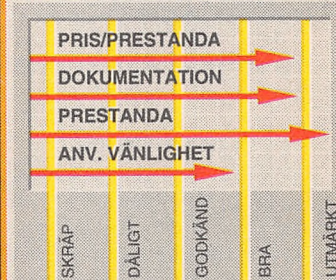 PRIS/PRESTANDA
DOKUMENTATION
PRESTANDA
ANV. VÄNLIGHET
SKRÄP
DÅLIGT
GODKÄND
BRA